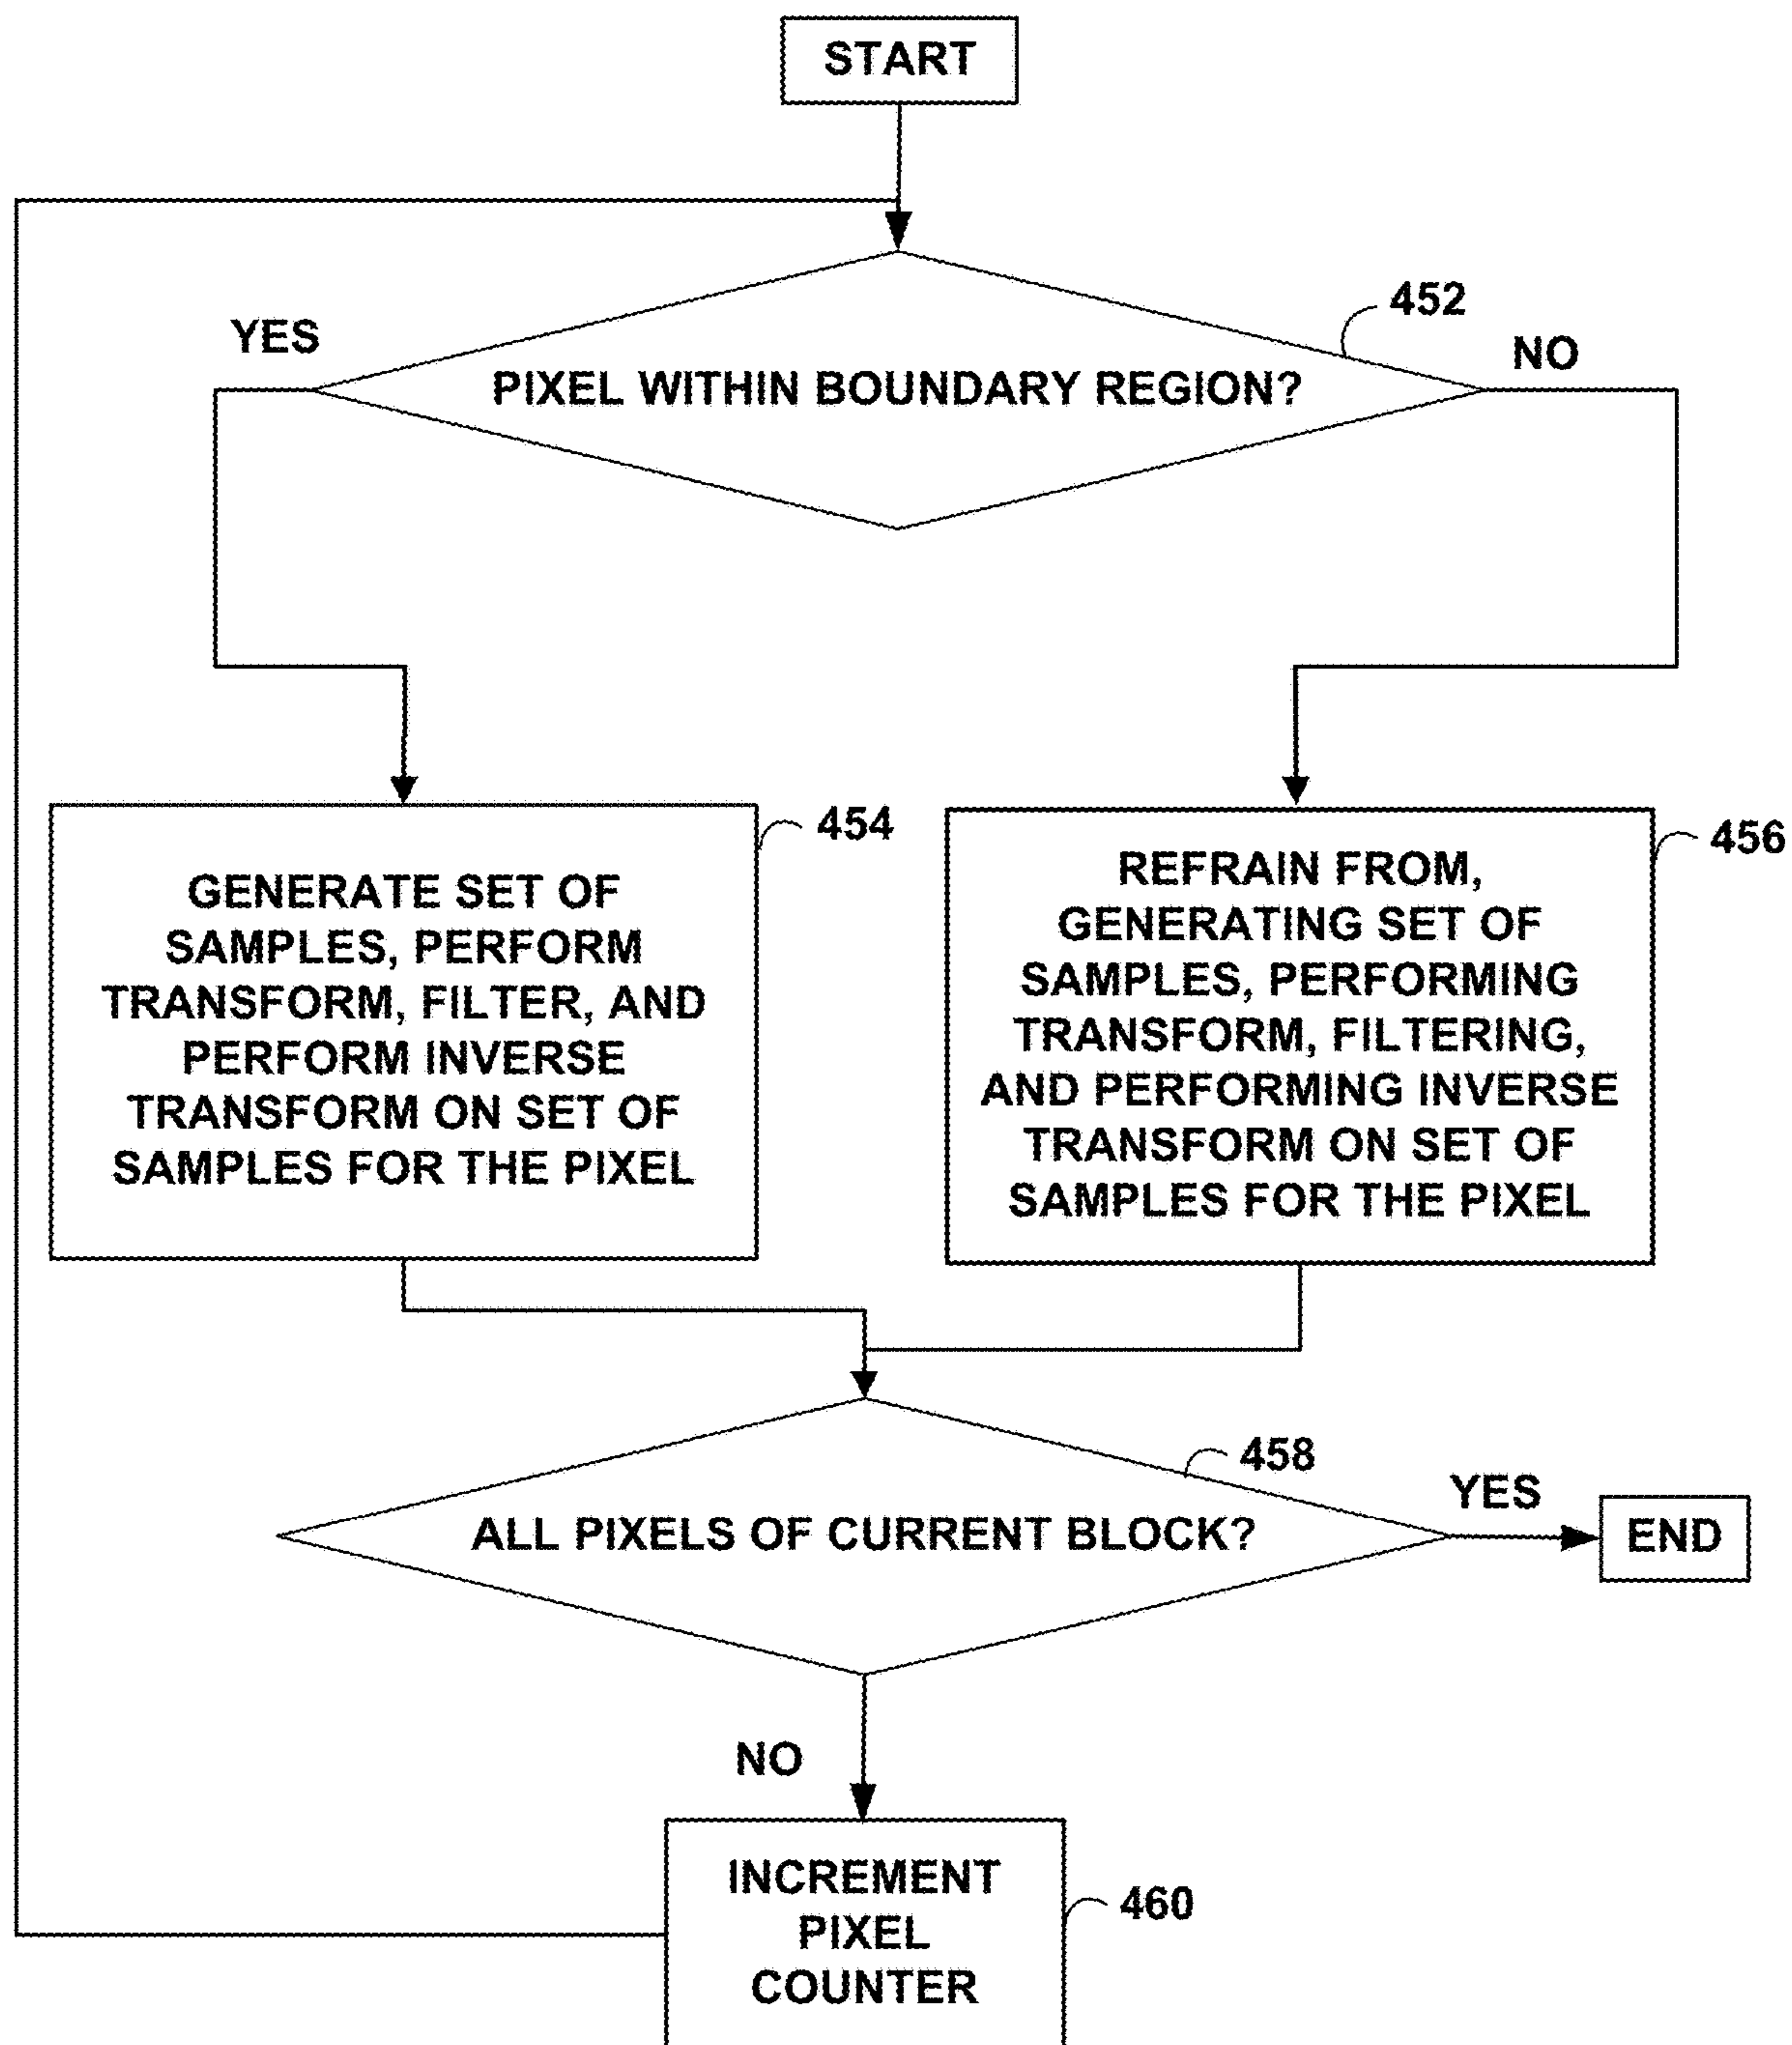 START
452
YES
NO
PIXEL WITHIN BOUNDARY REGION?
454
GENERATE SET OF
SAMPLES, PERFORM
TRANSFORM, FILTER, AND
PERFORM INVERSE
TRANSFORM ON SET OF
SAMPLES FOR THE PIXEL
456
REFRAIN FROM,
GENERATING SET OF
SAMPLES, PERFORMING
TRANSFORM, FILTERING,
AND PERFORMING INVERSE
TRANSFORM ON SET OF
SAMPLES FOR THE PIXEL
458
ALL PIXELS OF CURRENT BLOCK?
YES
END
NO
INCREMENT
PIXEL
COUNTER
460